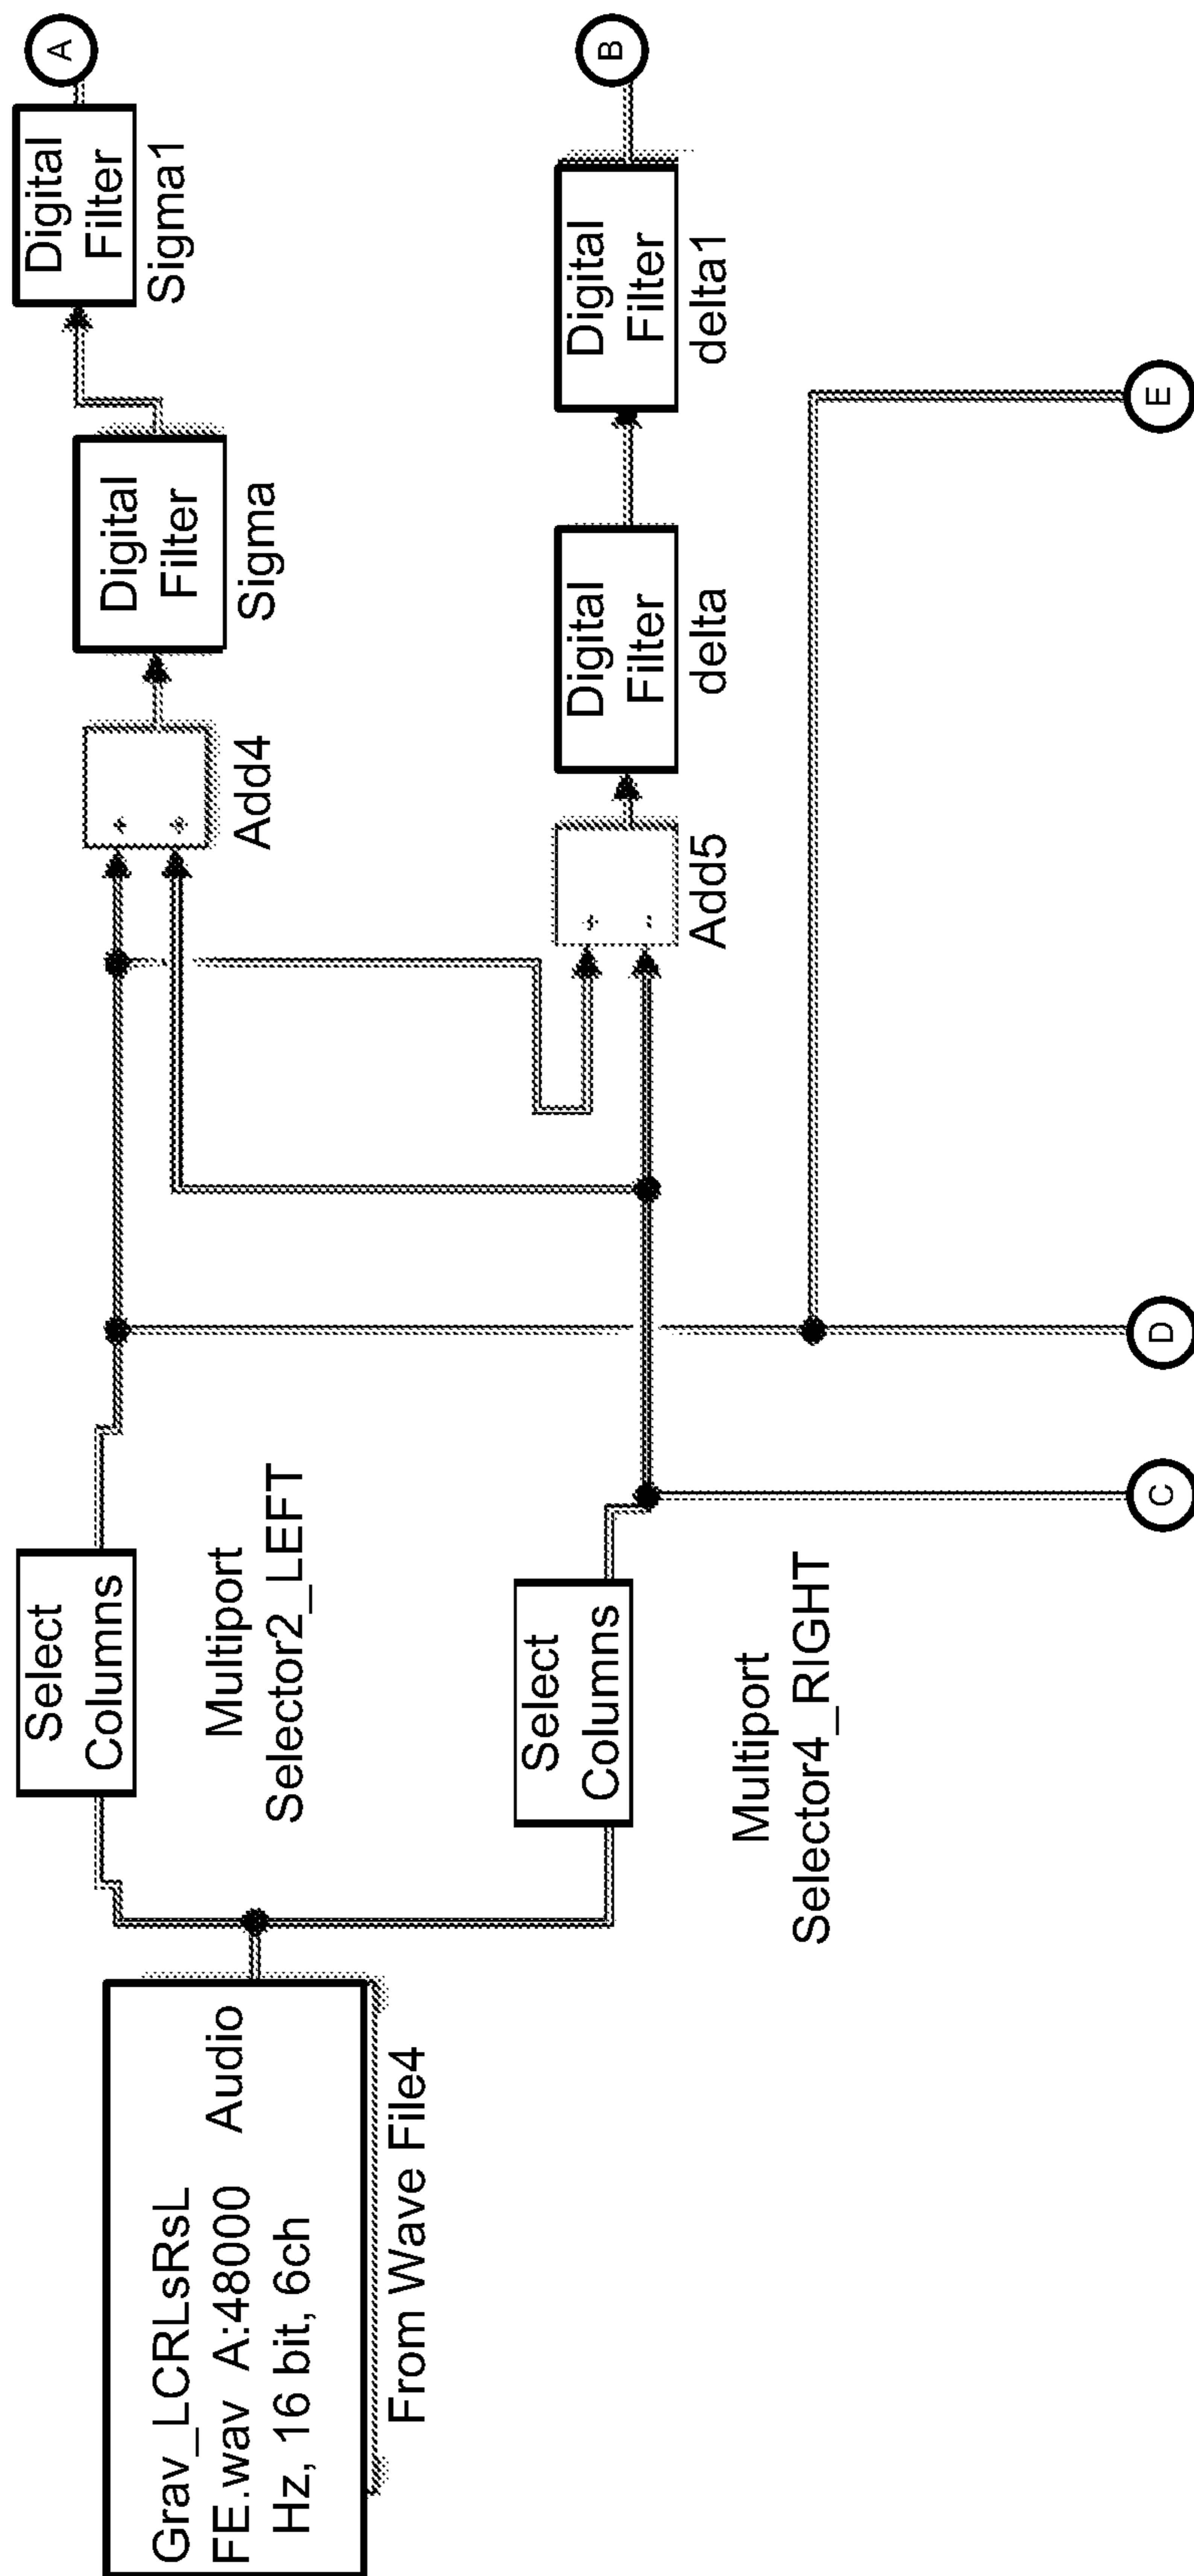 Grav_LCRLsRsL
FE.wav A:48000 Audio
Hz, 16 bit, 6ch
From Wave File4
Select
Columns
Multiport
Selector2_LEFT
Select
Columns
Multiport
Selector4_RIGHT
+
+
Add4
+
-
Add5
Digital
Filter
Sigma
Digital
Filter
Sigma1
Digital
Filter
delta
Digital
Filter
delta1
A
B
C
D
E